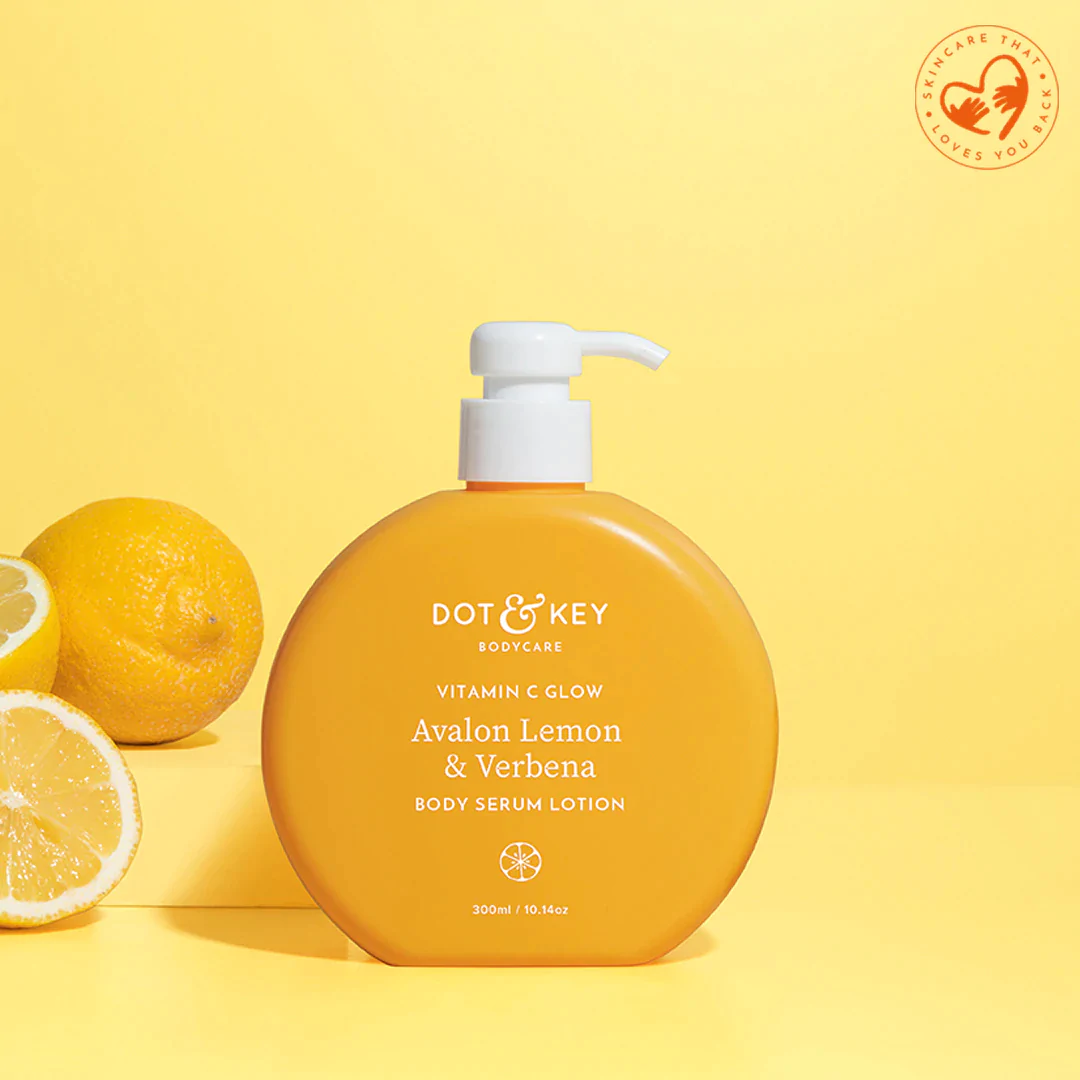 SKINCARE THAT
LOVES YOU BACK
DOT & KEY
BODYCARE
VITAMIN C GLOW
Avalon Lemon
& Verbena
BODY SERUM LOTION
300ml / 10.14oz